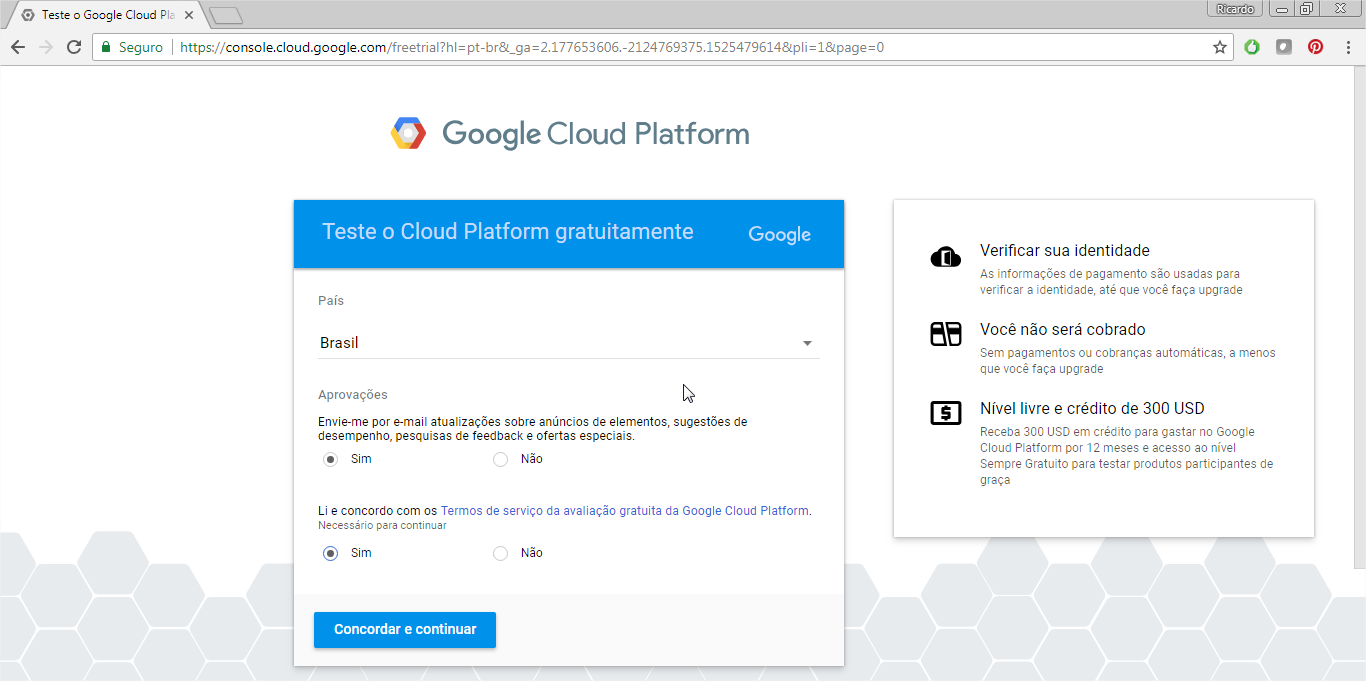 Teste o Google Cloud Pla
Ricardo
Seguro
https://console.cloud.google.com/freetrial?hl=pt-br&_ga=2.177653606.-2124769375.1525479614&pli=1&page=0
Google Cloud Platform
Teste o Cloud Platform gratuitamente
Google
País
Brasil
Aprovações
Envie-me por e-mail atualizações sobre anúncios de elementos, sugestões de
desempenho, pesquisas de feedback e ofertas especiais.
Sim
Não
Li e concordo com os Termos de serviço da avaliação gratuita da Google Cloud Platform.
Necessário para continuar
Sim
Não
Concordar e continuar
Verificar sua identidade
As informações de pagamento são usadas para
verificar a identidade, até que você faça upgrade
Você não será cobrado
Sem pagamentos ou cobranças automáticas, a menos
que você faça upgrade
Nível livre e crédito de 300 USD
Receba 300 USD em crédito para gastar no Google
Cloud Platform por 12 meses e acesso ao nível
Sempre Gratuito para testar produtos participantes de
graça